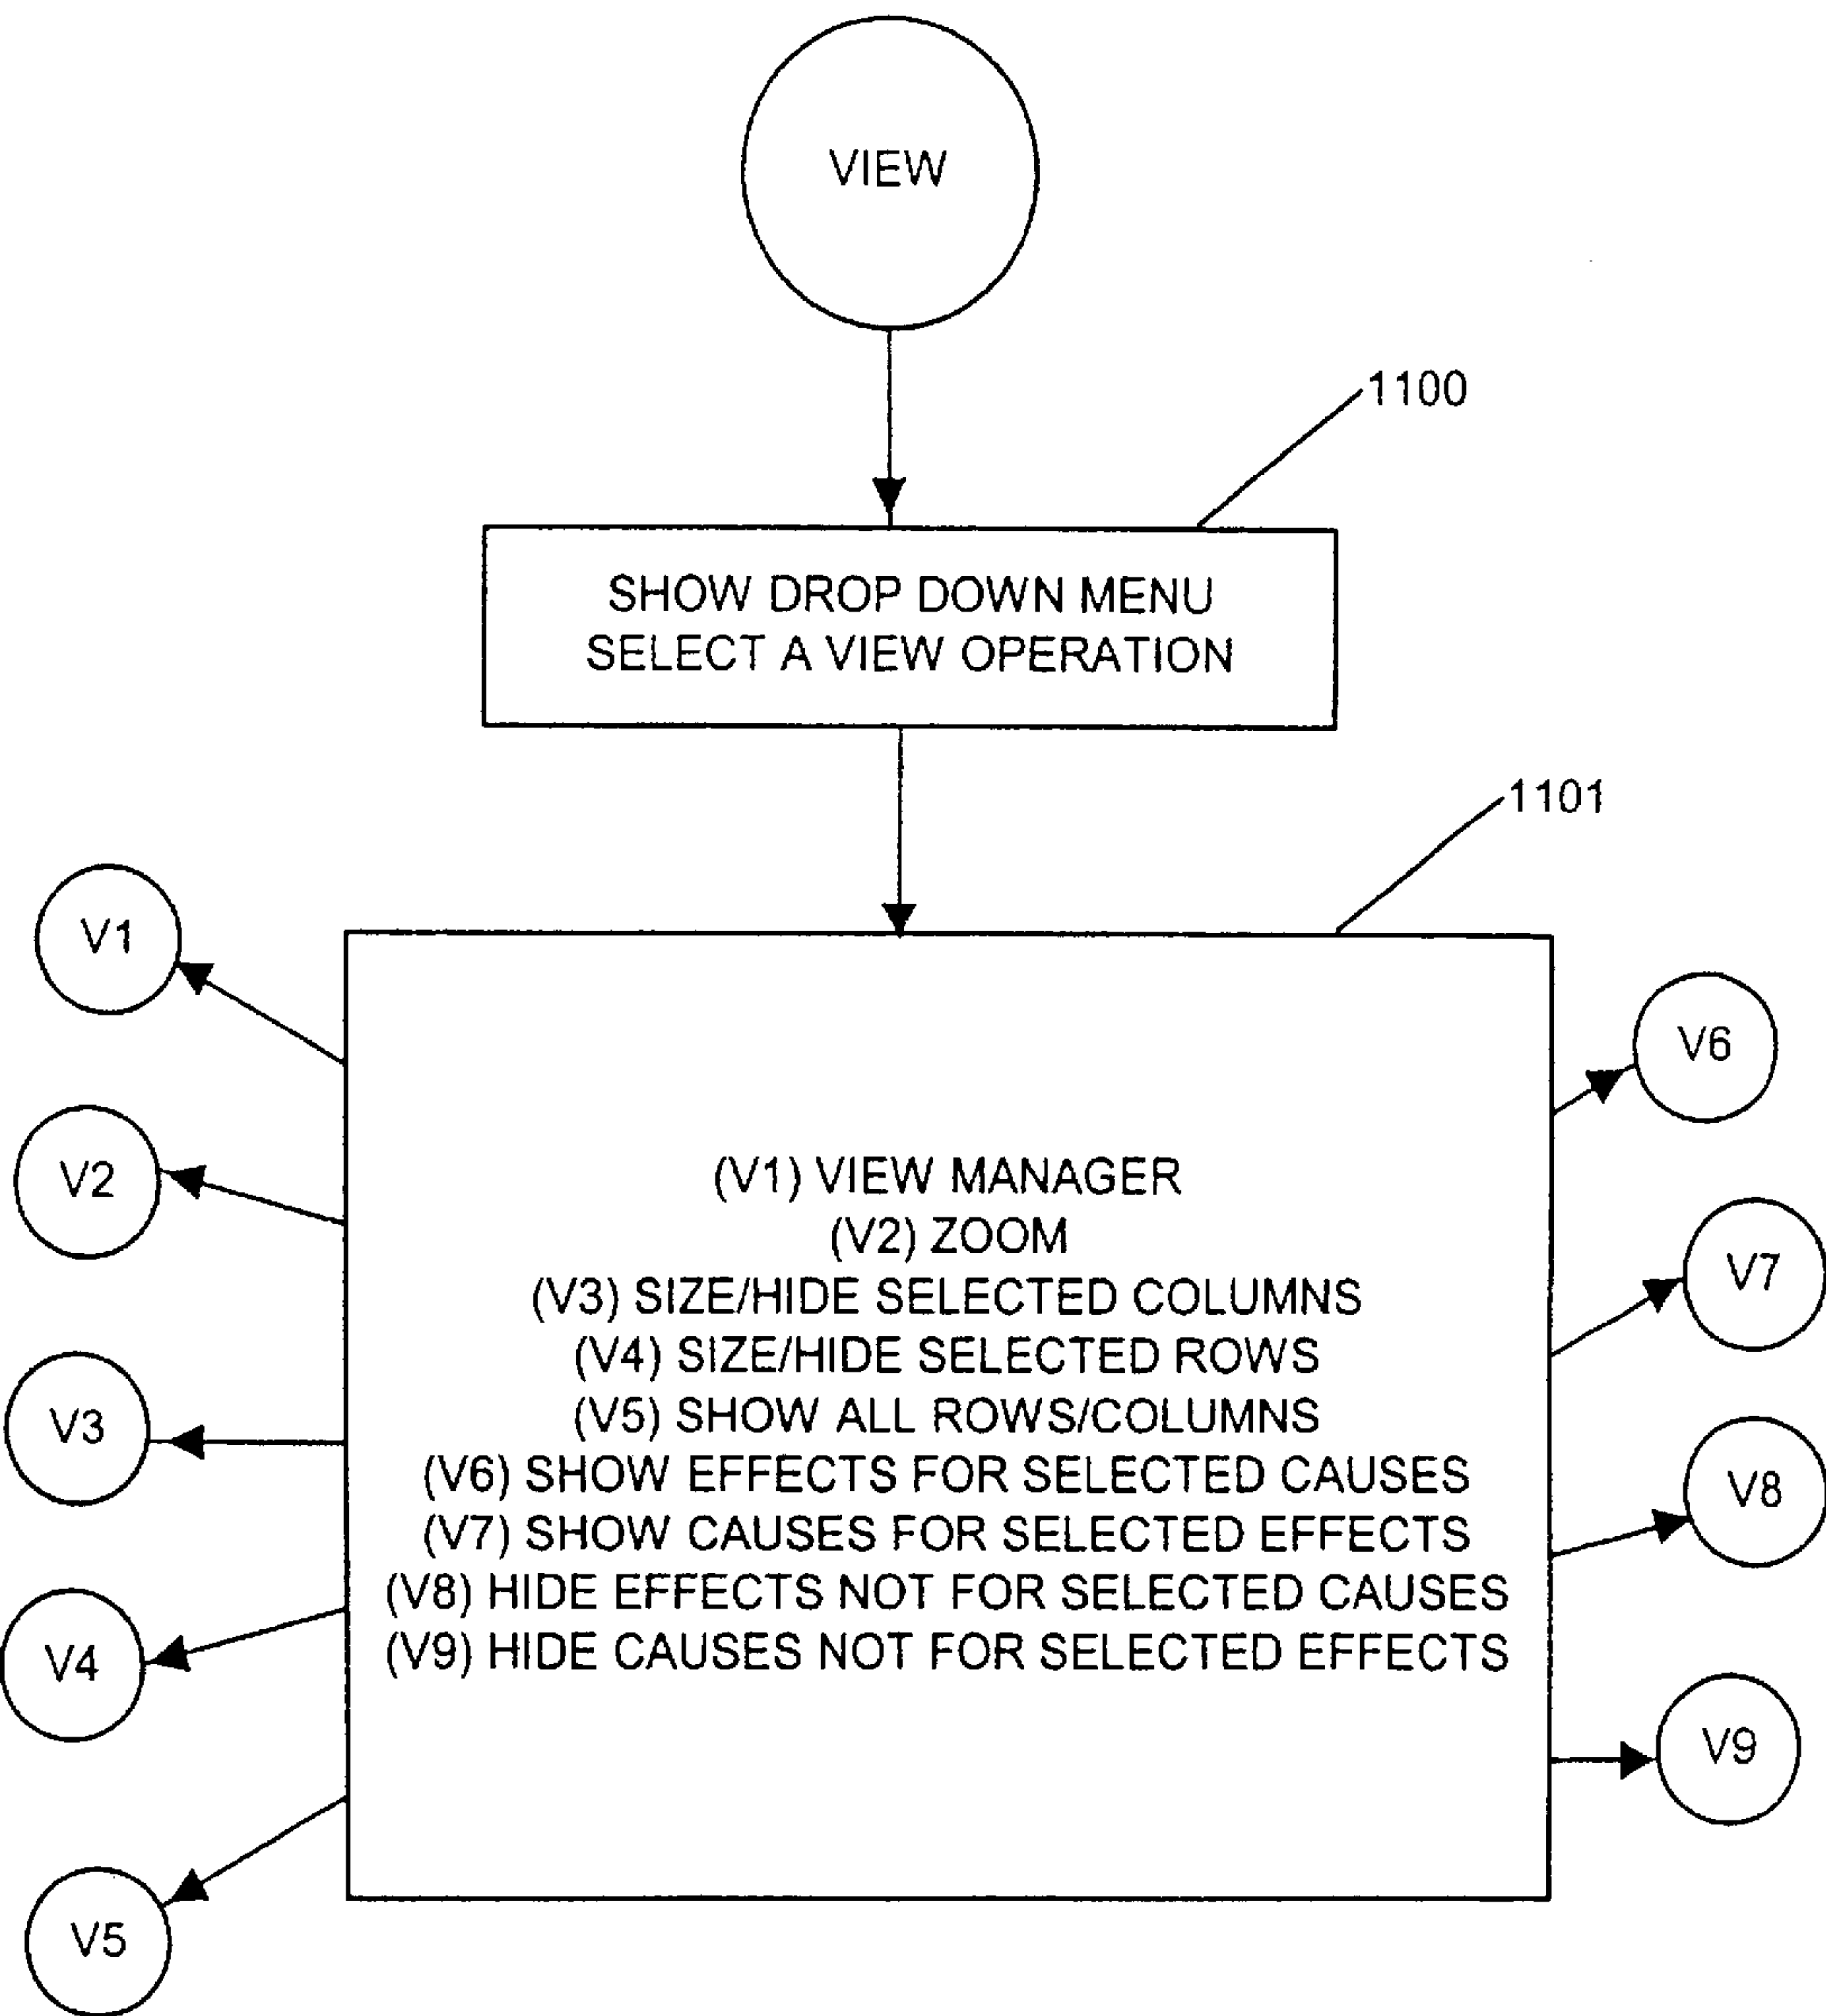 VIEW
1100
SHOW DROP DOWN MENU
SELECT A VIEW OPERATION
1101
V1
V2
V3
V4
V5
(V1) VIEW MANAGER
(V2) ZOOM
(V3) SIZE/HIDE SELECTED COLUMNS
(V4) SIZE/HIDE SELECTED ROWS
(V5) SHOW ALL ROWS/COLUMNS
(V6) SHOW EFFECTS FOR SELECTED CAUSES
(V7) SHOW CAUSES FOR SELECTED EFFECTS
(V8) HIDE EFFECTS NOT FOR SELECTED CAUSES
(V9) HIDE CAUSES NOT FOR SELECTED EFFECTS
V6
V7
V8
V9